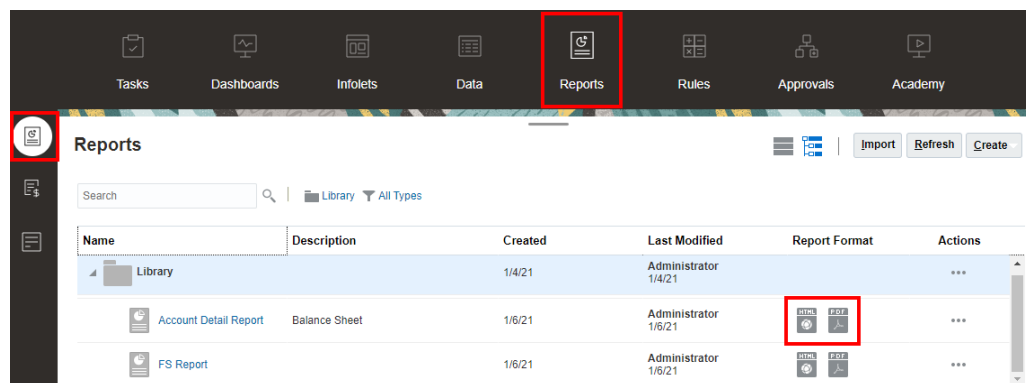 Tasks Dashboards Infolets Data Reports Rules Approvals Academy
Reports
Import Refresh Create
Search Library All Types
Name Description Created Last Modified Report Format Actions
Library 1/4/21 Administrator
1/4/21
HTML PDF
Account Detail Report Balance Sheet 1/6/21 Administrator
1/6/21
HTML PDF
FS Report 1/6/21 Administrator
1/6/21